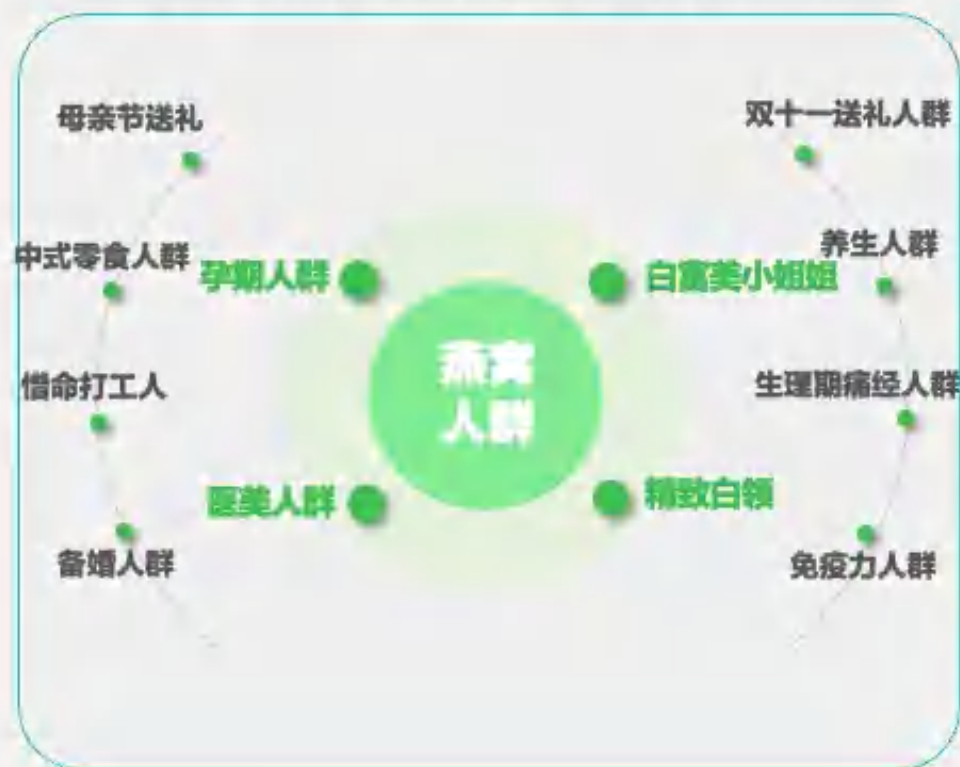 母亲节送礼
双十一送礼人群
中式零食人群
养生人群
孕期人群
白富美小姐姐
燕窝
人群
惜命打工人
生理期痛经人群
医美人群
精致白领
备婚人群
免疫力人群